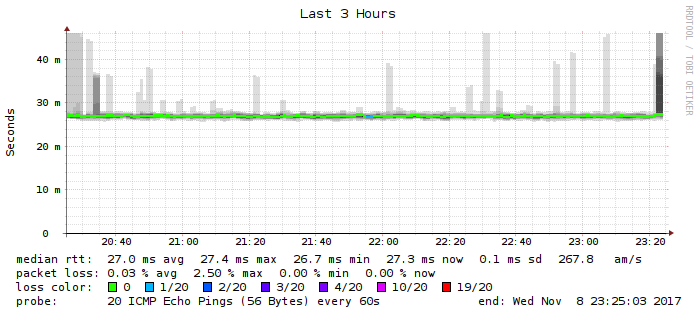 Last 3 Hours
RRDTOOL / TOBI OETIKER
Seconds
40 m
30 m
20 m
10 m
0
20:40 21:00 21:20 21:40 22:00 22:20 22:40 23:00 23:20
median rtt: 27.0 ms avg 27.4 ms max 26.7 ms min 27.3 ms now 0.1 ms sd 267.8 am/s
packet loss: 0.03 % avg 2.50 % max 0.00 % min 0.00 % now
loss color: 0 1/20 2/20 3/20 4/20 10/20 19/20
probe: 20 ICMP Echo Pings (56 Bytes) every 60s end: Wed Nov 8 23:25:03 2017